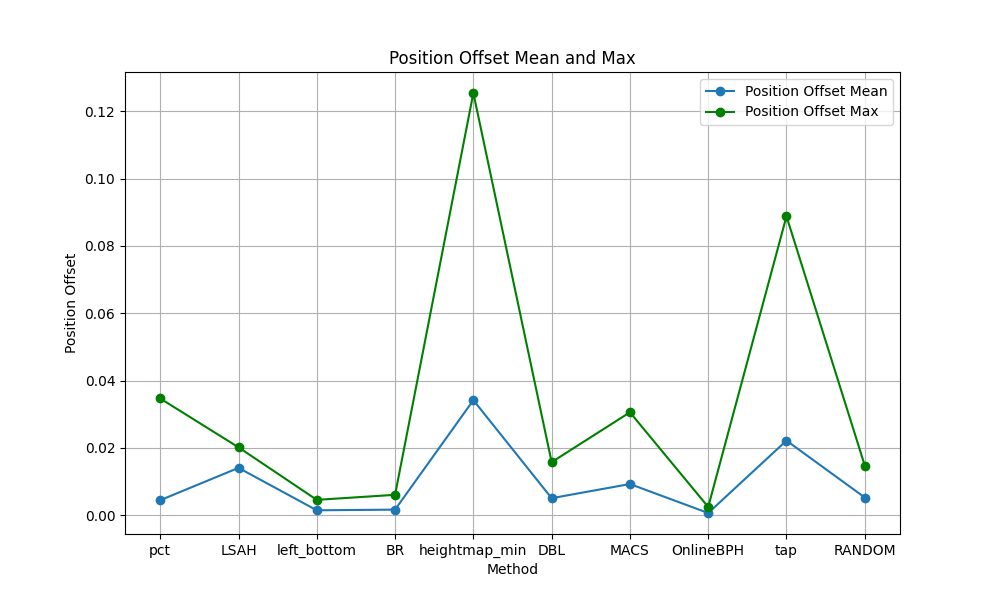 Position Offset Mean and Max
Position Offset Mean
Position Offset Max
0.12
0.10
0.08
0.06
0.04
0.02
0.00
Position Offset
pct LSAH left_bottom BR heightmap_min DBL MACS OnlineBPH tap RANDOM
Method